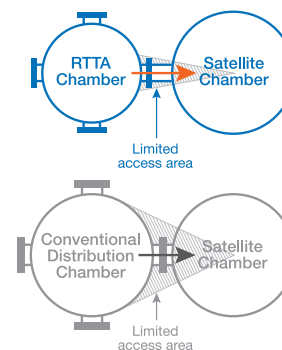 RTTA
Chamber
Satellite
Chamber
Limited
access area
Conventional
Distribution
Chamber
Satellite
Chamber
Limited
access area